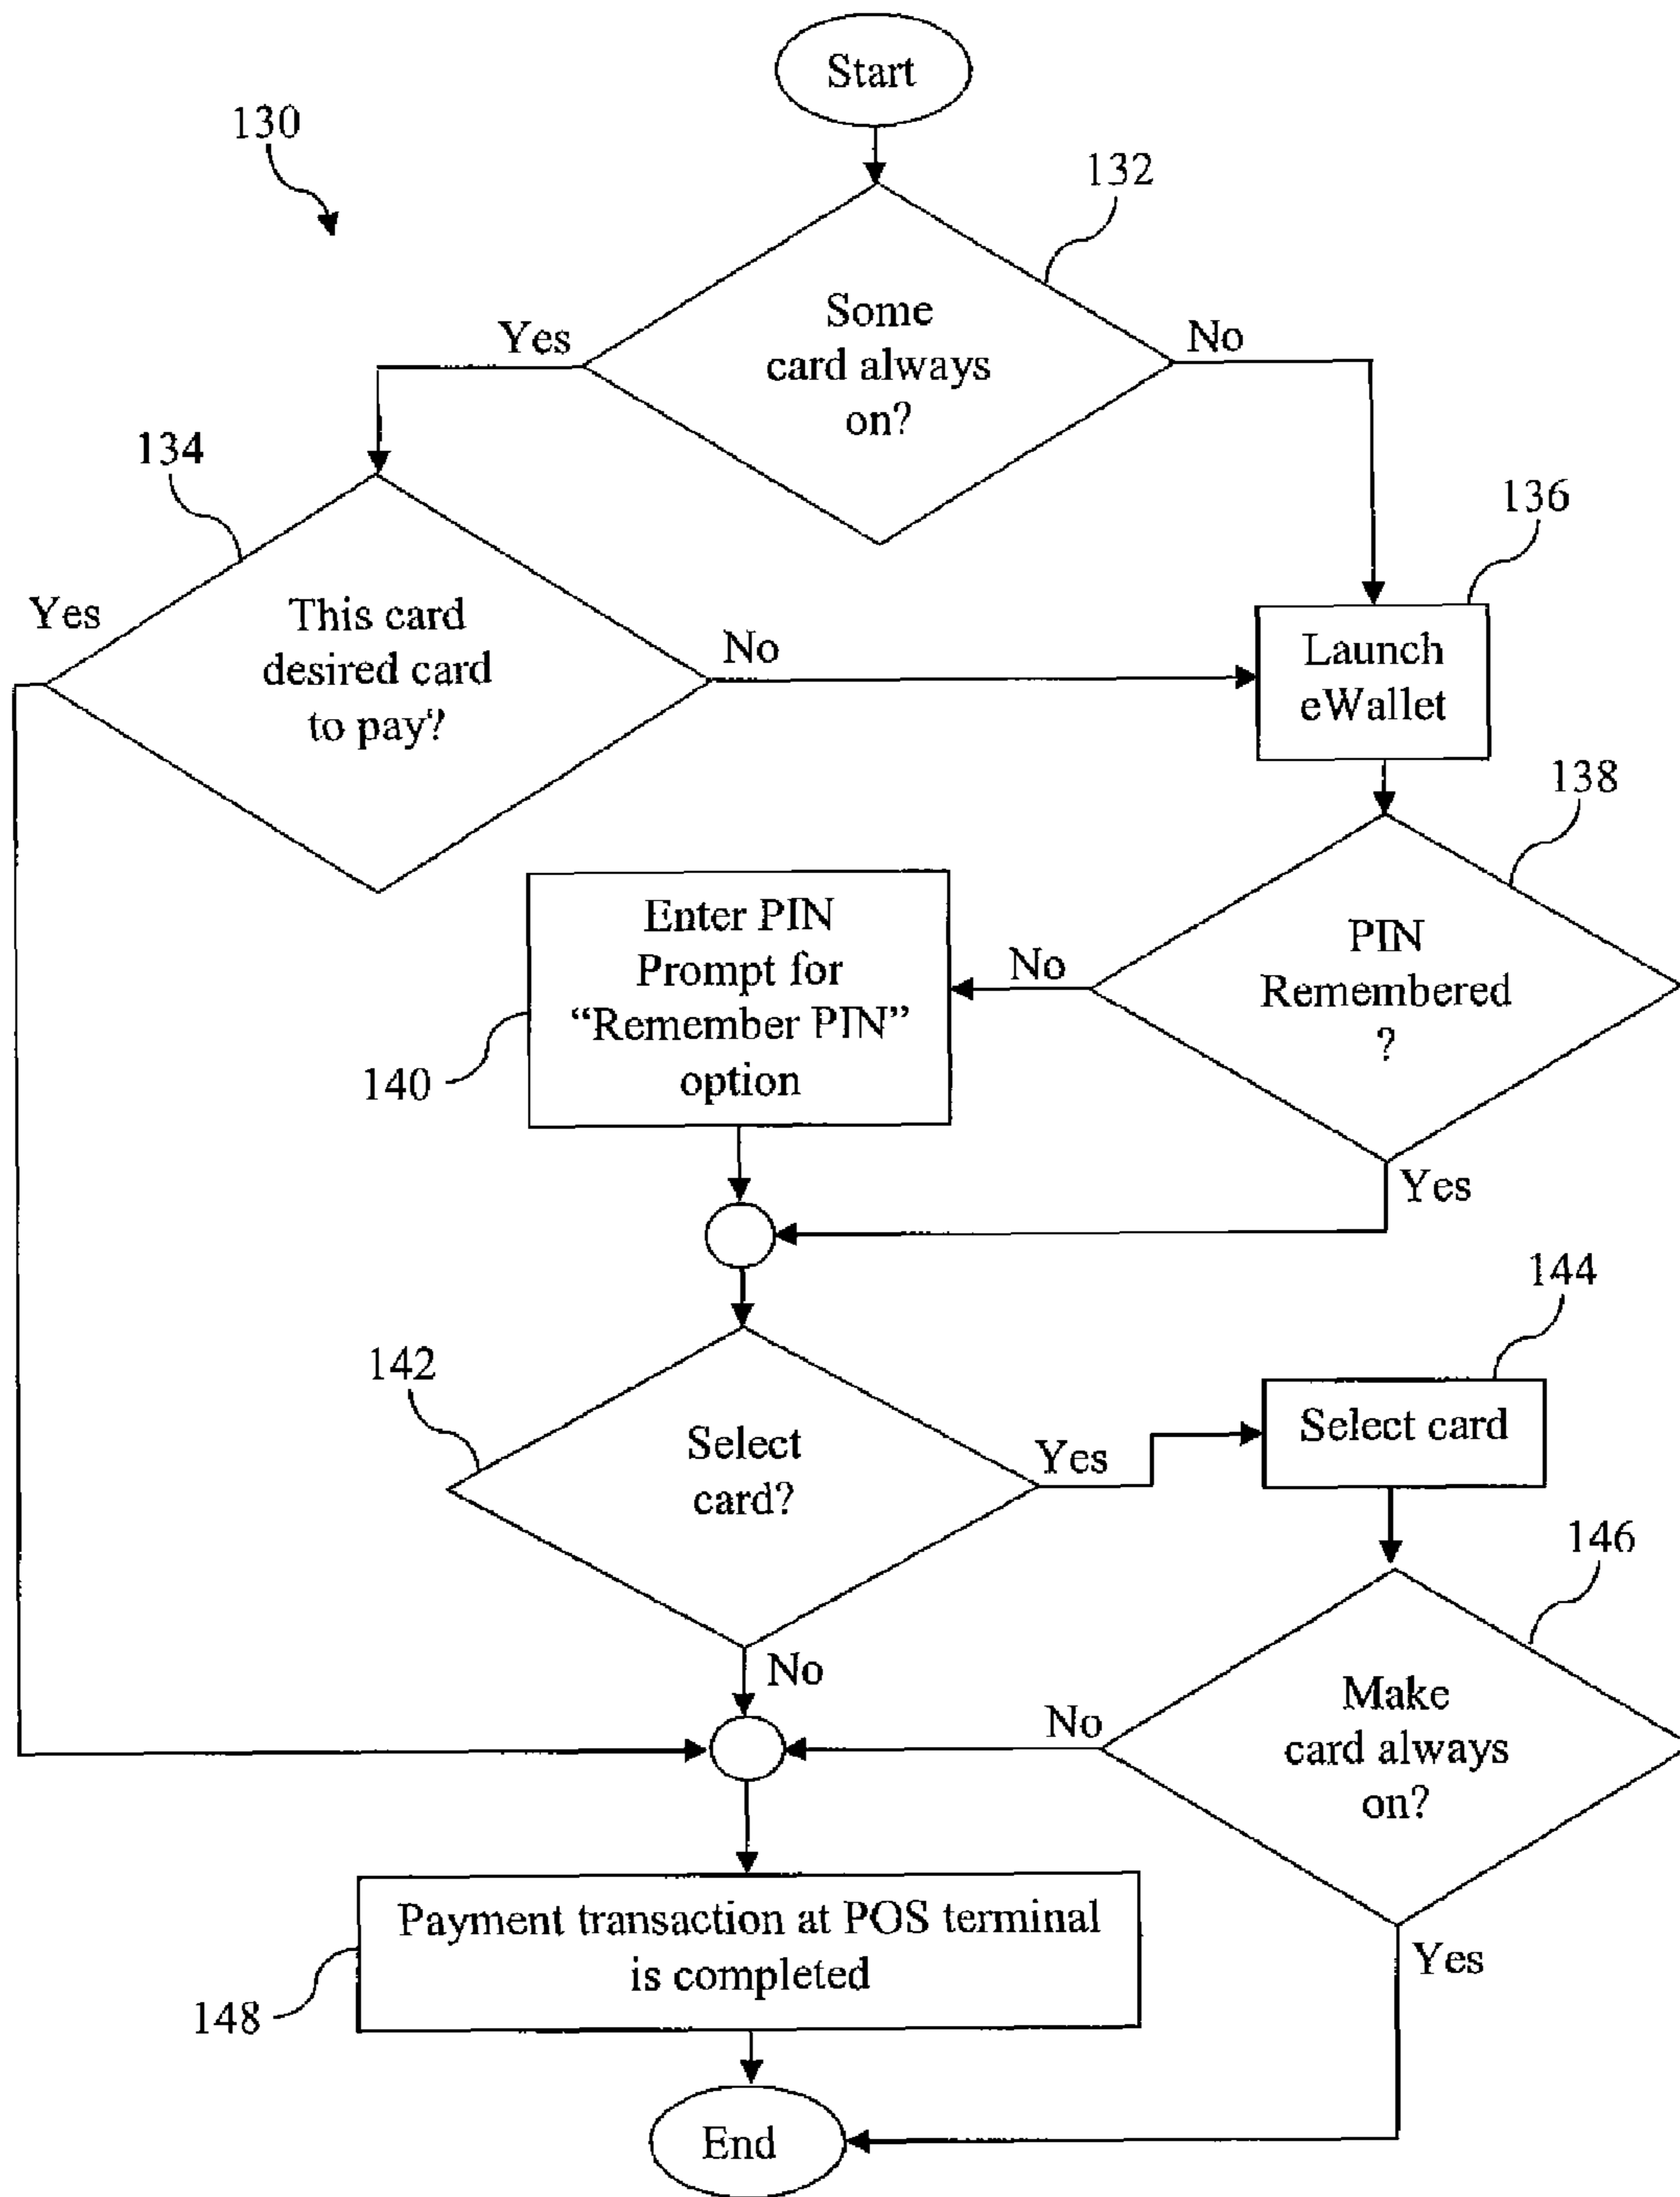 Start
130
132
Some
card always
on?
Yes
No
134
136
This card
desired card
to pay?
Yes
No
Launch
eWallet
138
Enter PIN
Prompt for
“Remember PIN”
option
No
PIN
Remembered
?
140
Yes
144
142
Select
card?
Yes
Select card
146
No
No
Make
card always
on?
Payment transaction at POS terminal
is completed
Yes
148
End